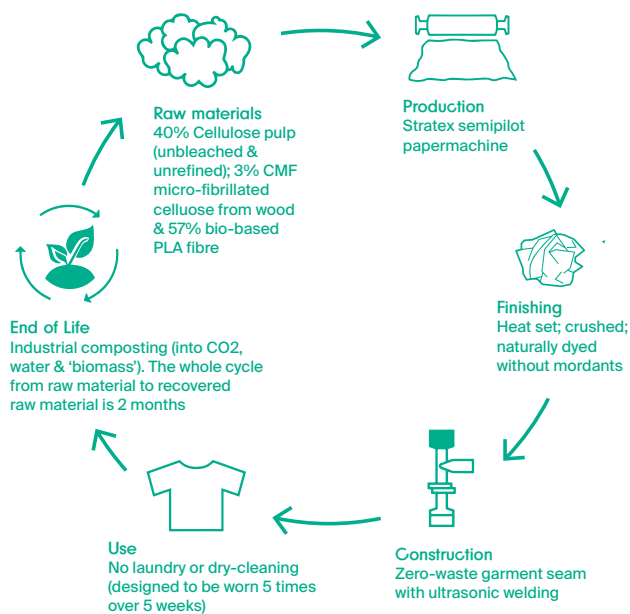 Raw materials
40% Cellulose pulp
(unbleached &
unrefined); 3% CMF
micro-fibrillated
celluose from wood
& 57% bio-based
PLA fibre
Production
Stratex semipilot
papermachine
Finishing
Heat set; crushed;
naturally dyed
without mordants
Construction
Zero-waste garment seam
with ultrasonic welding
Use
No laundry or dry-cleaning
(designed to be worn 5 times
over 5 weeks)
End of Life
Industrial composting (into CO2,
water & ‘biomass’). The whole cycle
from raw material to recovered
raw material is 2 months